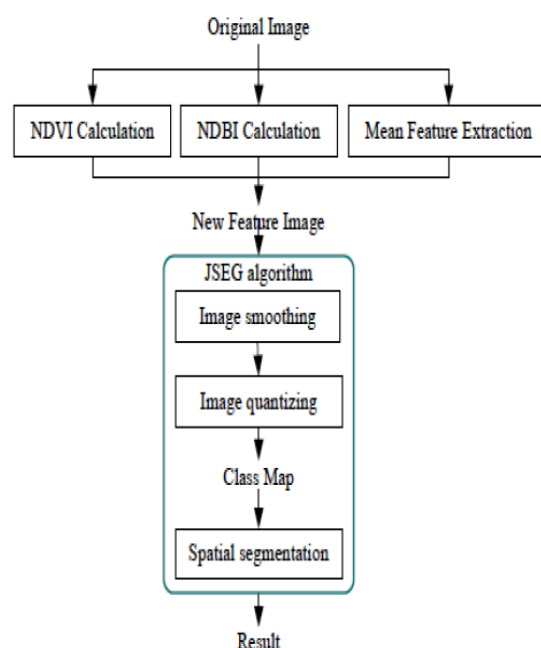 Original Image
NDVI Calculation
NDBI Calculation
Mean Feature Extraction
New Feature Image
JSEG algorithm
Image smoothing
Image quantizing
Class Map
Spatial segmentation
Result